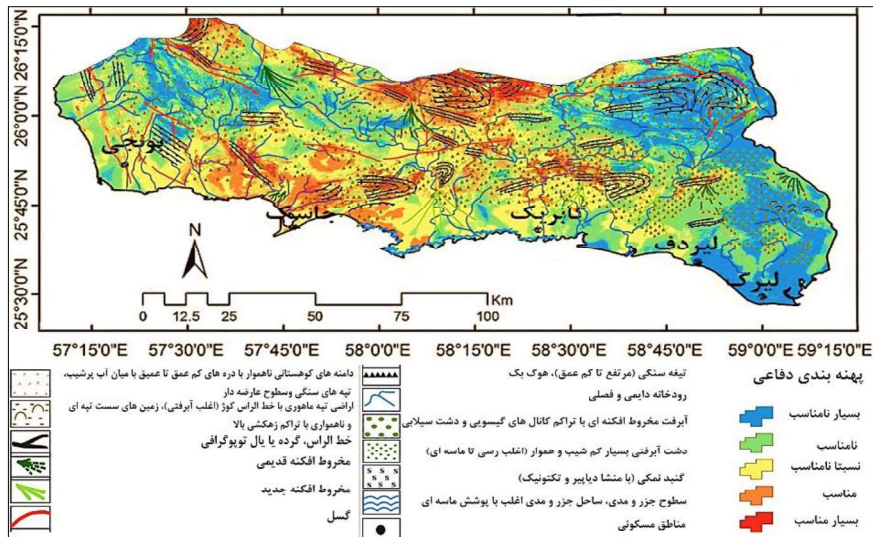 26°15'0"N
26°0'0"N
25°45'0"N
25°30'0"N
یونجی
جاسک
گابریک
لیردف
لیرک
N
0 12.5 25 50 75 100
Km
57°15'0"E 57°30'0"E 57°45'0"E 58°0'0"E 58°15'0"E 58°30'0"E 58°45'0"E 59°0'0"E 59°15'0"E
پهنه بندی دفاعی
بسیار نامناسب
نامناسب
نسبتا نامناسب
مناسب
بسیار مناسب
تیغه سنگی (مرتفع تا کم عمق)، هوگ بک
رودخانه دایمی و فصلی
آبرفت مخروط افکنه ای با تراکم کانال های گیسویی و دشت سیلابی
دشت آبرفتی بسیار کم شیب و هموار (اغلب رسی تا ماسه ای)
گنبد نمکی (با منشا دیاپیر و تکتونیک)
سطوح جزر و مدی، ساحل جزر و مدی اغلب با پوشش ماسه ای
مناطق مسکونی
دامنه های کوهستانی ناهموار با دره های کم عمق تا عمیق با میان آب پرشیب،
تپه های سنگی وسطوح عارضه دار
اراضی تپه ماهوری با خط الراس کوژ (اغلب آبرفتی)، زمین های سست تپه ای
و ناهمواری با تراکم زهکشی بالا
خط الراس، گرده یا یال توپوگرافی
مخروط افکنه قدیمی
مخروط افکنه جدید
گسل